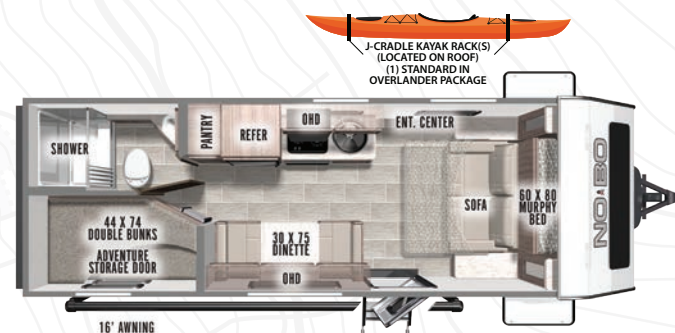 J-CRADLE KAYAK RACK(S)
(LOCATED ON ROOF)
(1) STANDARD IN
OVERLANDER PACKAGE
SHOWER
PANTRY
REFER
OHD
ENT. CENTER
SOFA
60 X 80
MURPHY
BED
NO BO
44 X 74
DOUBLE BUNKS
ADVENTURE
STORAGE DOOR
30 X 75
DINETTE
OHD
16' AWNING